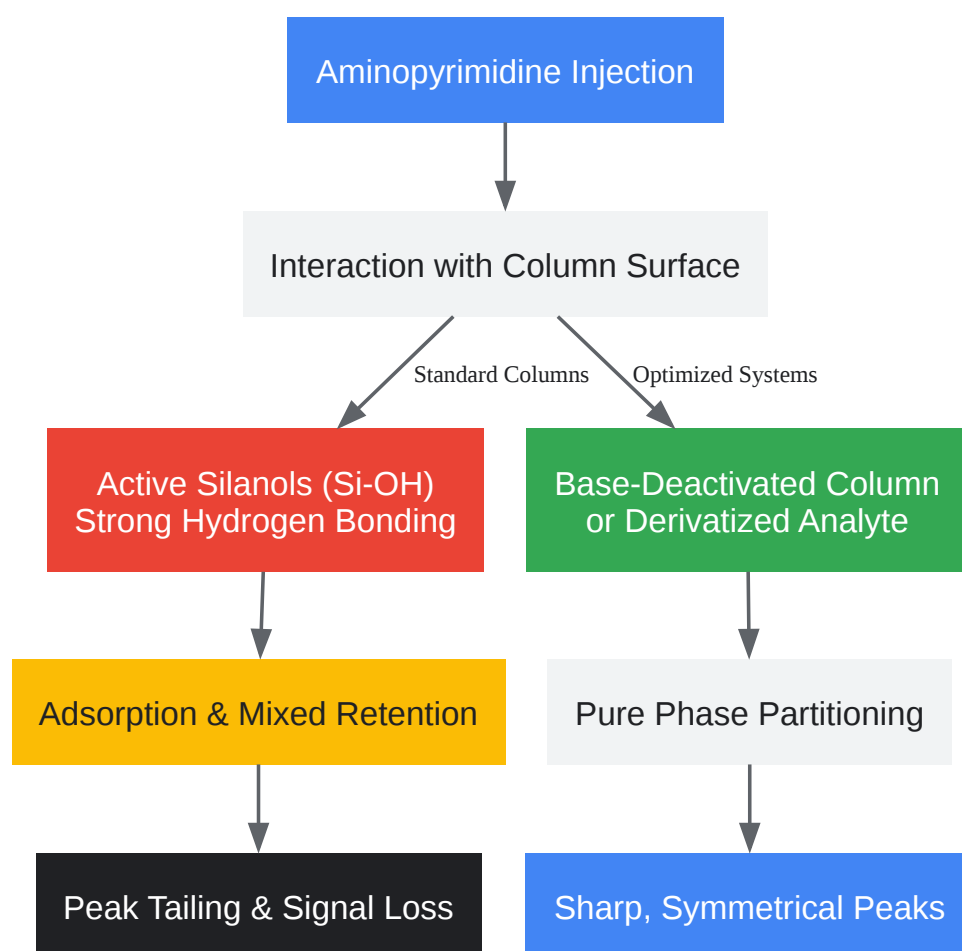 Aminopyrimidine Injection
Interaction with Column Surface
Standard Columns
Optimized Systems
Active Silanols (Si-OH)
Strong Hydrogen Bonding
Base-Deactivated Column
or Derivatized Analyte
Adsorption & Mixed Retention
Pure Phase Partitioning
Peak Tailing & Signal Loss
Sharp, Symmetrical Peaks